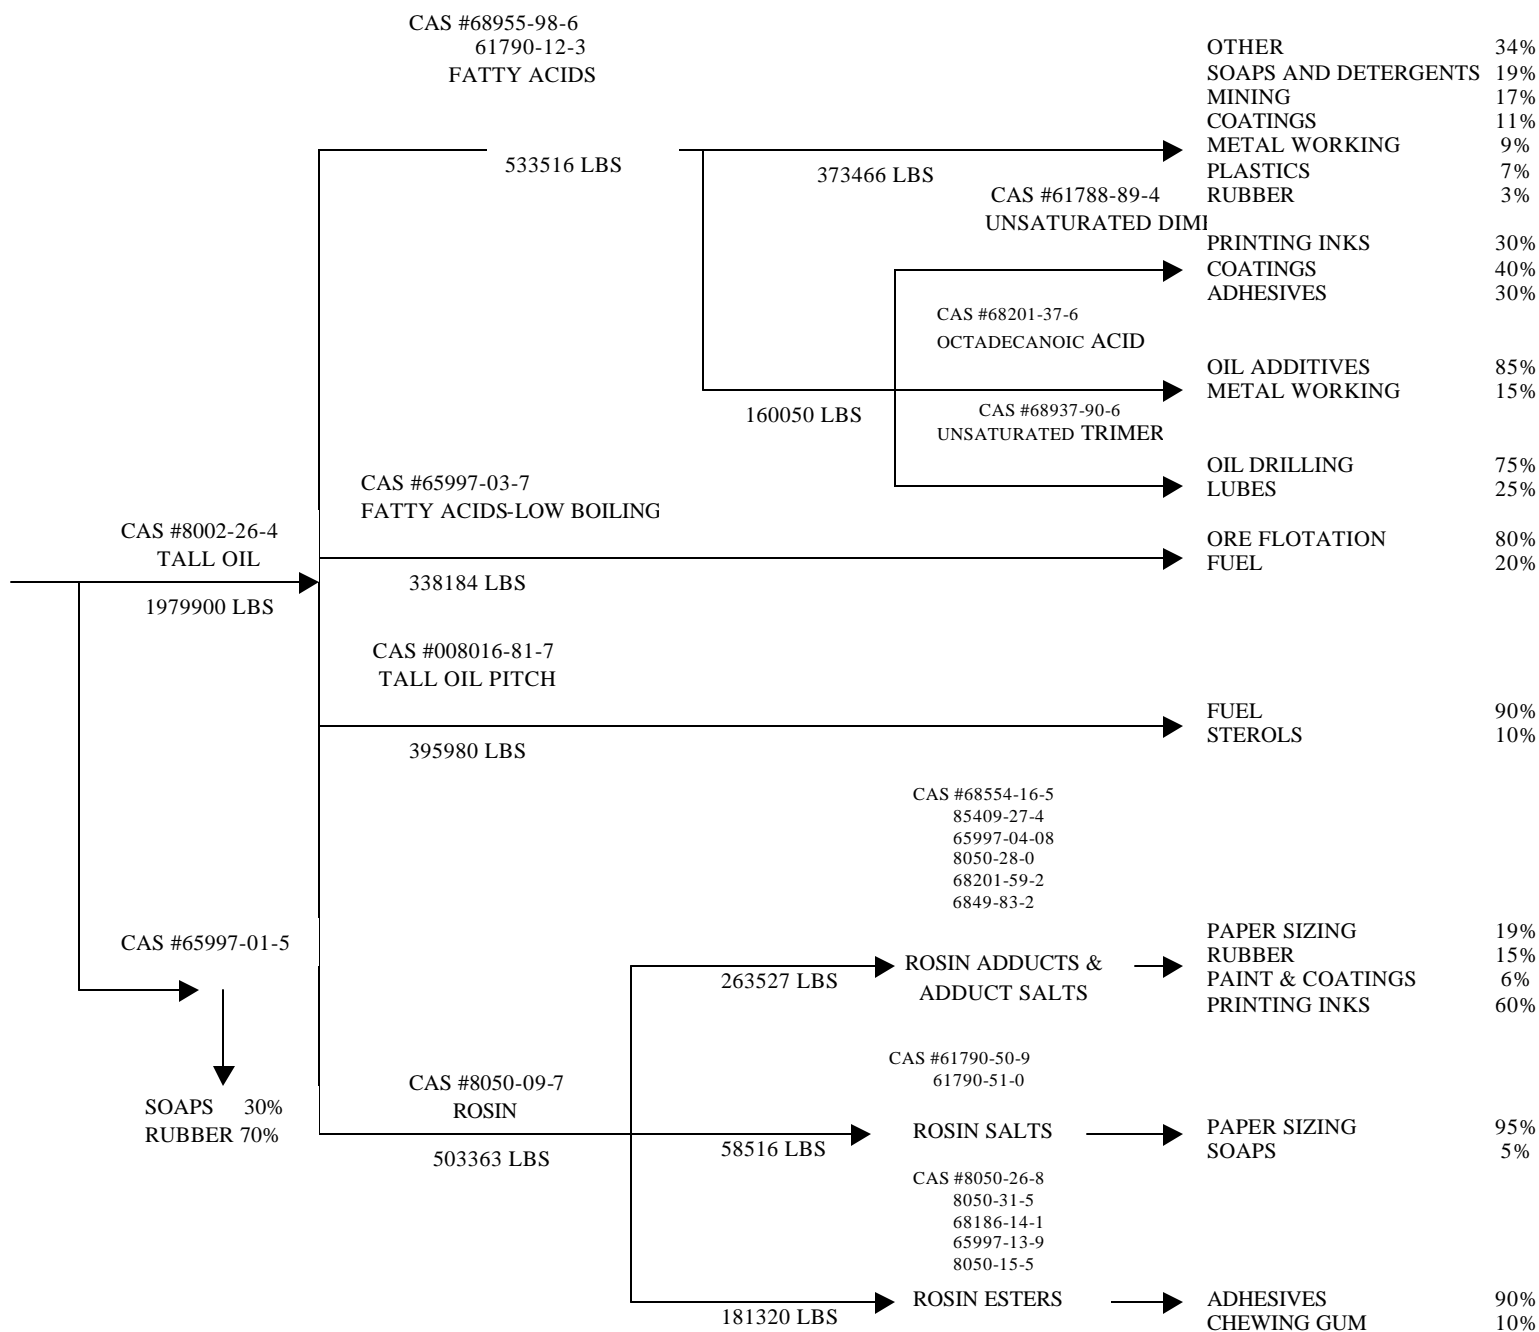 CAS #68955-98-6
61790-12-3
FATTY ACIDS
533516 LBS
373466 LBS
OTHER 34%
SOAPS AND DETERGENTS 19%
MINING 17%
COATINGS 11%
METAL WORKING 9%
PLASTICS 7%
RUBBER 3%
CAS #61788-89-4
UNSATURATED
PRINTING INKS 30%
COATINGS 40%
ADHESIVES 30%
CAS #68201-37-6
OCTADECANOIC ACID
OIL ADDITIVES 85%
METAL WORKING 15%
160050 LBS
CAS #68937-90-6
UNSATURATED TRIMER
OIL DRILLING 75%
LUBES 25%
CAS #65997-03-7
FATTY ACIDS-LOW BOILING
338184 LBS
ORE FLOTATION 80%
FUEL 20%
CAS #8002-26-4
TALL OIL
1979900 LBS
CAS #008016-81-7
TALL OIL PITCH
395980 LBS
FUEL 90%
STEROLS 10%
CAS #65997-01-5
SOAPS 30%
RUBBER 70%
CAS #8050-09-7
ROSIN
503363 LBS
CAS #68554-16-5
85409-27-4
65997-04-08
8050-28-0
68201-59-2
6849-83-2
263527 LBS
ROSIN ADDUCTS &
ADDUCT SALTS
PAPER SIZING 19%
RUBBER 15%
PAINT & COATINGS 6%
PRINTING INKS 60%
CAS #61790-50-9
61790-51-0
58516 LBS
ROSIN SALTS
PAPER SIZING 95%
SOAPS 5%
CAS #8050-26-8
8050-31-5
68186-14-1
65997-13-9
8050-15-5
181320 LBS
ROSIN ESTERS
ADHESIVES 90%
CHEWING GUM 10%